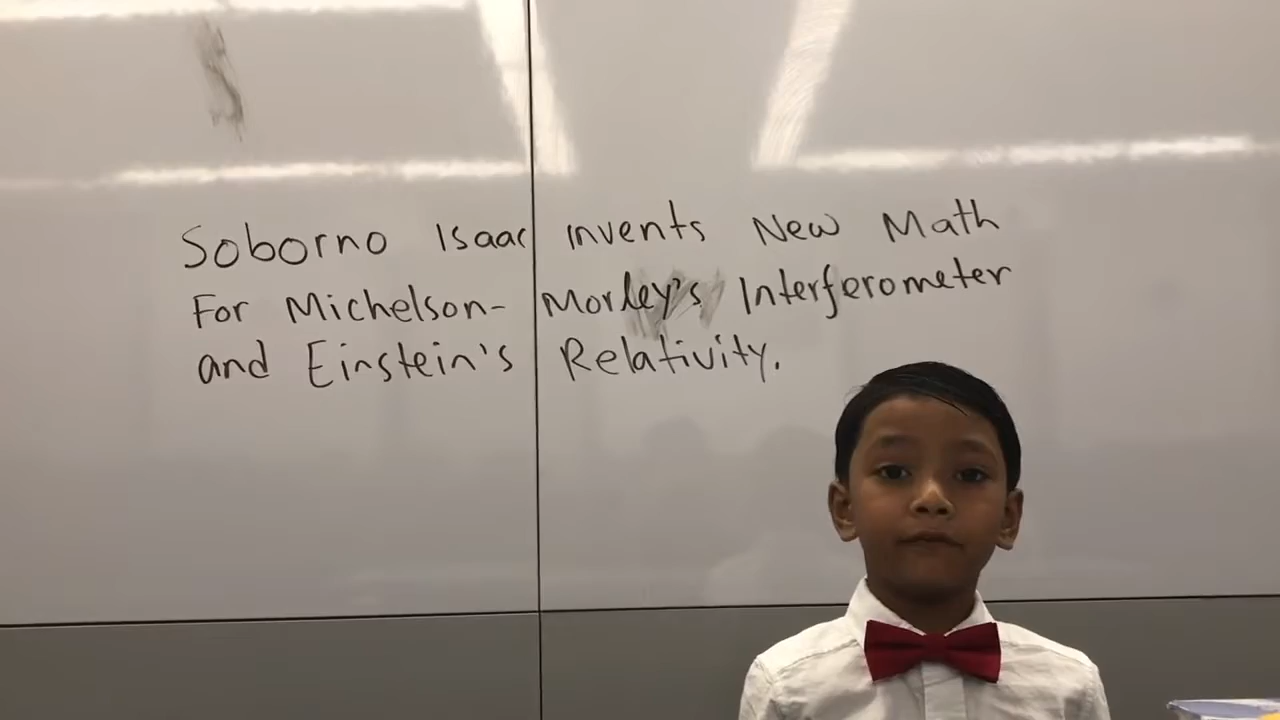 Soborno Isaac invents New Math
For Michelson-Morley's Interferometer
and Einstein's Relativity.